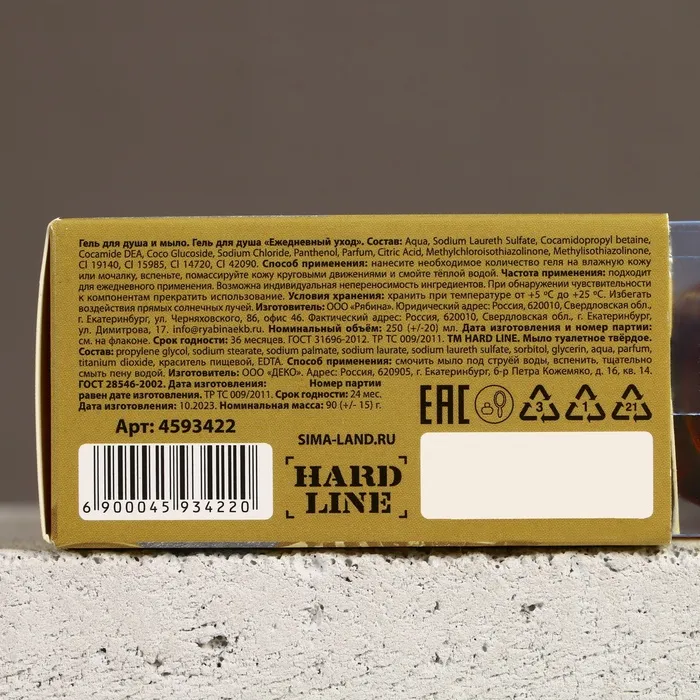 Гель для душа и мыло. Гель для душа «Ежедневный уход». Состав: Aqua, Sodium Laureth Sulfate, Cocamidopropyl betaine,
Cocamide DEA, Coco Glucoside, Sodium Chloride, Panthenol, Parfum, Citric Acid, Methylchloroisothiazolinone, Methylisothiazolinone,
Cl 19140, Cl 15985, Cl 14720, Cl 42090. Способ применения: нанесите необходимое количество геля на влажную кожу
или мочалку, вспеньте, помассируйте кожу круговыми движениями и смойте тёплой водой. Частота применения: подходит
для ежедневного применения. Возможна индивидуальная непереносимость ингредиентов. При обнаружении чувствительности
к компонентам прекратить использование. Условия хранения: хранить при температуре от +5 ºC до +25 ºC. Избегать
воздействия прямых солнечных лучей. Изготовитель: ООО «Рябина». Юридический адрес: Россия, 620010, Свердловская обл.,
г. Екатеринбург, ул. Черняховского, 86, офис 46. Фактический адрес: Россия, 620010, Свердловская обл., г. Екатеринбург,
ул. Димитрова, 17. info@ryabinaekb.ru. Номинальный объём: 250 (+/-20) мл. Дата изготовления и номер партии:
см. на флаконе. Срок годности: 36 месяцев. ГОСТ 31696-2012. ТР ТС 009/2011. ТМ HARD LINE. Мыло туалетное твёрдое.
Состав: propylene glycol, sodium stearate, sodium palmate, sodium laurate, sodium laureth sulfate, sorbitol, glycerin, aqua, parfum,
titanium dioxide, краситель пищевой, EDTA. Способ применения: смочить мыло под струёй воды, вспенить, тщательно
смыть пену водой. Изготовитель: ООО «ДЕКО». Адрес: Россия, 620905, г. Екатеринбург, б-р Петра Кожемяко, д. 16, кв. 14.
ГОСТ 28546-2002. Дата изготовления: Номер партии
равен дате изготовления. ТР ТС 009/2011. Срок годности: 24 мес.
Дата изготовления: 10.2023. Номинальная масса: 90 (+/- 15) г.
EAC
3
1
21
Арт: 4593422
SIMA-LAND.RU
HARD
LINE
6 900045 934220